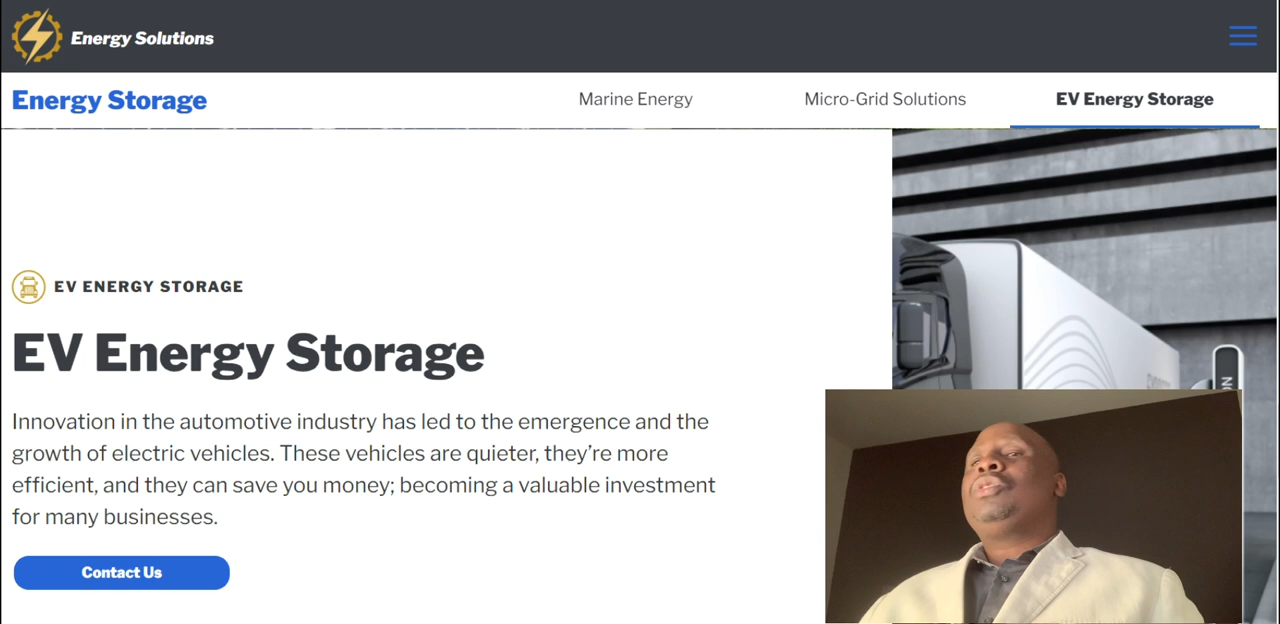 Energy Solutions
Energy Storage
Marine Energy
Micro-Grid Solutions
EV Energy Storage
EV ENERGY STORAGE
EV Energy Storage
Innovation in the automotive industry has led to the emergence and the
growth of electric vehicles. These vehicles are quieter, they’re more
efficient, and they can save you money; becoming a valuable investment
for many businesses.
Contact Us